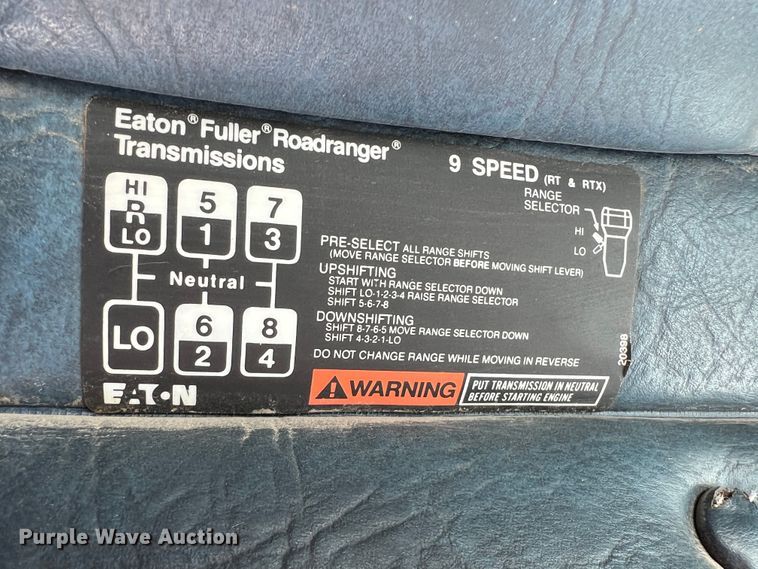 Eaton® Fuller® Roadranger®
Transmissions
9 SPEED (RT & RTX)
RANGE
SELECTOR
HI
LO
HI
R
LO
5
1
7
3
Neutral
LO
6
2
8
4
PRE-SELECT ALL RANGE SHIFTS
(MOVE RANGE SELECTOR BEFORE MOVING SHIFT LEVER)
UPSHIFTING
START WITH RANGE SELECTOR DOWN
SHIFT LO-1-2-3-4 RAISE RANGE SELECTOR
SHIFT 5-6-7-8
DOWNSHIFTING
SHIFT 8-7-6-5 MOVE RANGE SELECTOR DOWN
SHIFT 4-3-2-1-LO
DO NOT CHANGE RANGE WHILE MOVING IN REVERSE
20398
EATON
WARNING
PUT TRANSMISSION IN NEUTRAL
BEFORE STARTING ENGINE
Purple Wave Auction